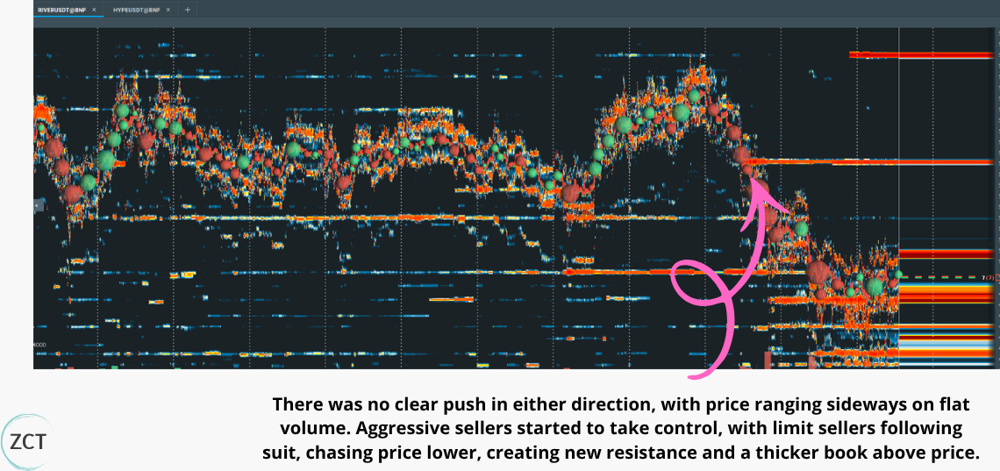 RIVERUSDT@BNF × HYPEUSDT@BNF × +
<
4000
There was no clear push in either direction, with price ranging sideways on flat
volume. Aggressive sellers started to take control, with limit sellers following
suit, chasing price lower, creating new resistance and a thicker book above price.
ZCT